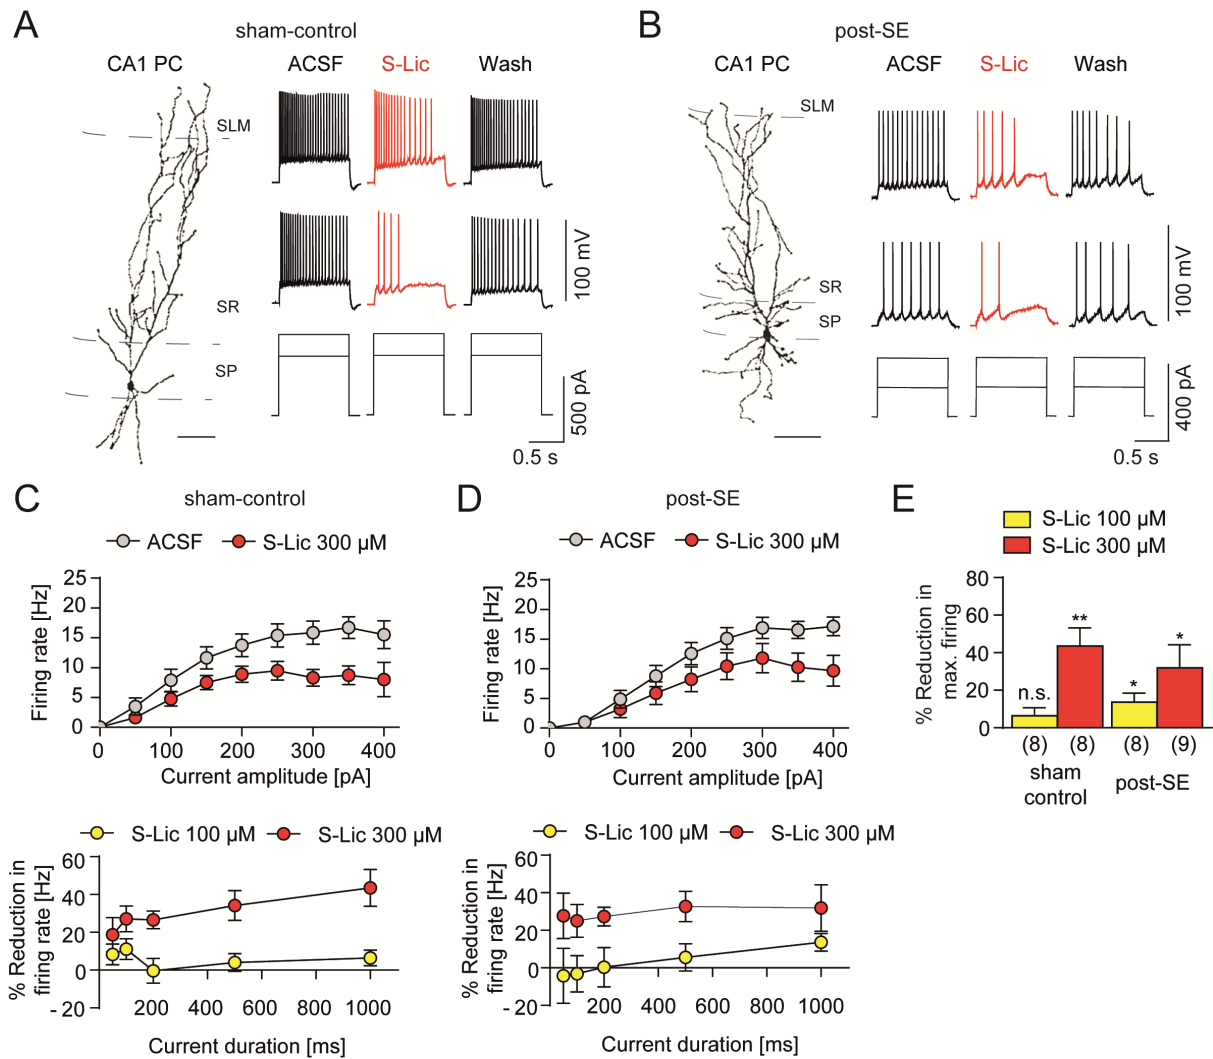 A
sham-control
CA1 PC
ACSF
S-Lic
Wash
SLM
SR
SP
100 mV
500 pA
0.5 s
B
post-SE
CA1 PC
ACSF
S-Lic
Wash
SLM
SR
SP
100 mV
400 pA
0.5 s
C
sham-control
ACSF
S-Lic 300 µM
Firing rate [Hz]
25
20
15
10
5
0
0 100 200 300 400
Current amplitude [pA]
S-Lic 100 µM
S-Lic 300 µM
% Reduction in
firing rate [Hz]
60
40
20
0
- 20
200 400 600 800 1000
Current duration [ms]
D
post-SE
ACSF
S-Lic 300 µM
Firing rate [Hz]
25
20
15
10
5
0
0 100 200 300 400
Current amplitude [pA]
S-Lic 100 µM
S-Lic 300 µM
% Reduction in
firing rate [Hz]
60
40
20
0
- 20
200 400 600 800 1000
Current duration [ms]
E
S-Lic 100 µM
S-Lic 300 µM
% Reduction in
max. firing
80
60
40
20
0
n.s.
**
*
*
(8) (8) (8) (9)
sham
control
post-SE